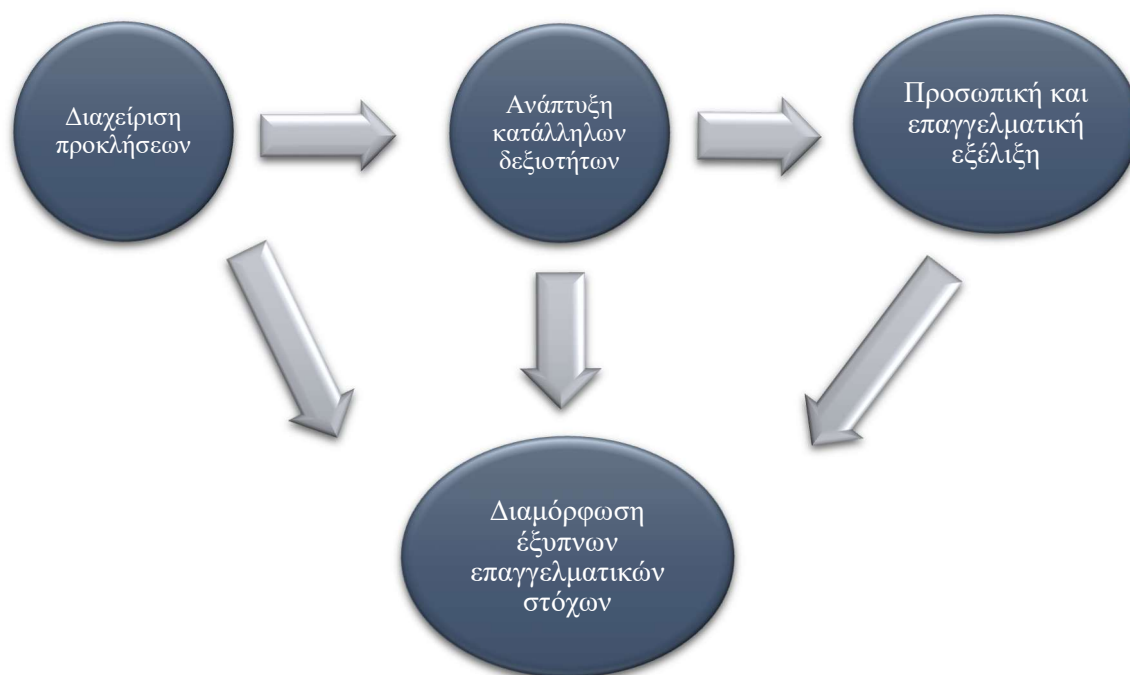 Διαχείριση
προκλήσεων
Ανάπτυξη
κατάλληλων
δεξιοτήτων
Προσωπική και
επαγγελματική
εξέλιξη
Διαμόρφωση
έξυπνων
επαγγελματικών
στόχων